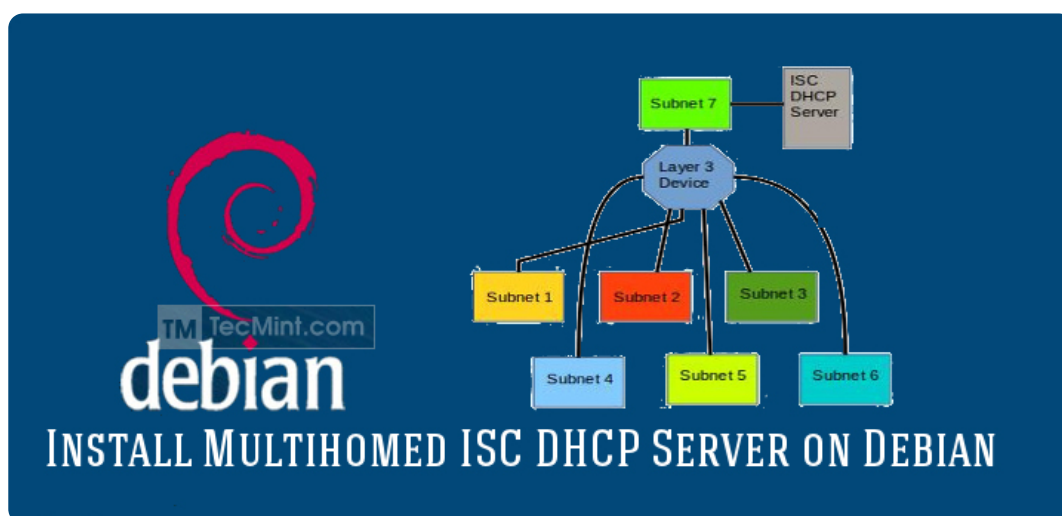 ISC
DHCP
Server
Subnet 7
Layer 3
Device
Subnet 1
Subnet 2
Subnet 3
TM TecMint.com
debian
Subnet 4
Subnet 5
Subnet 6
INSTALL MULTIHOMED ISC DHCP SERVER ON DEBIAN